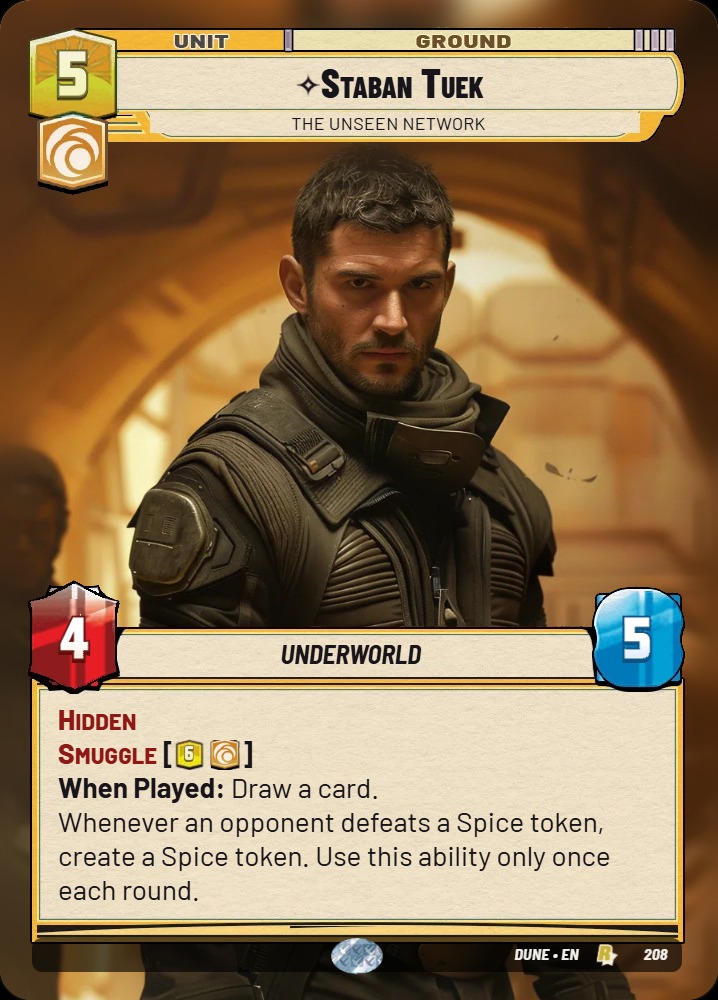 UNIT
GROUND
5
✧STABAN TUEK
THE UNSEEN NETWORK
4
UNDERWORLD
5
HIDDEN
SMUGGLE [6 ]
When Played: Draw a card.
Whenever an opponent defeats a Spice token,
create a Spice token. Use this ability only once
each round.
DUNE • EN R 208